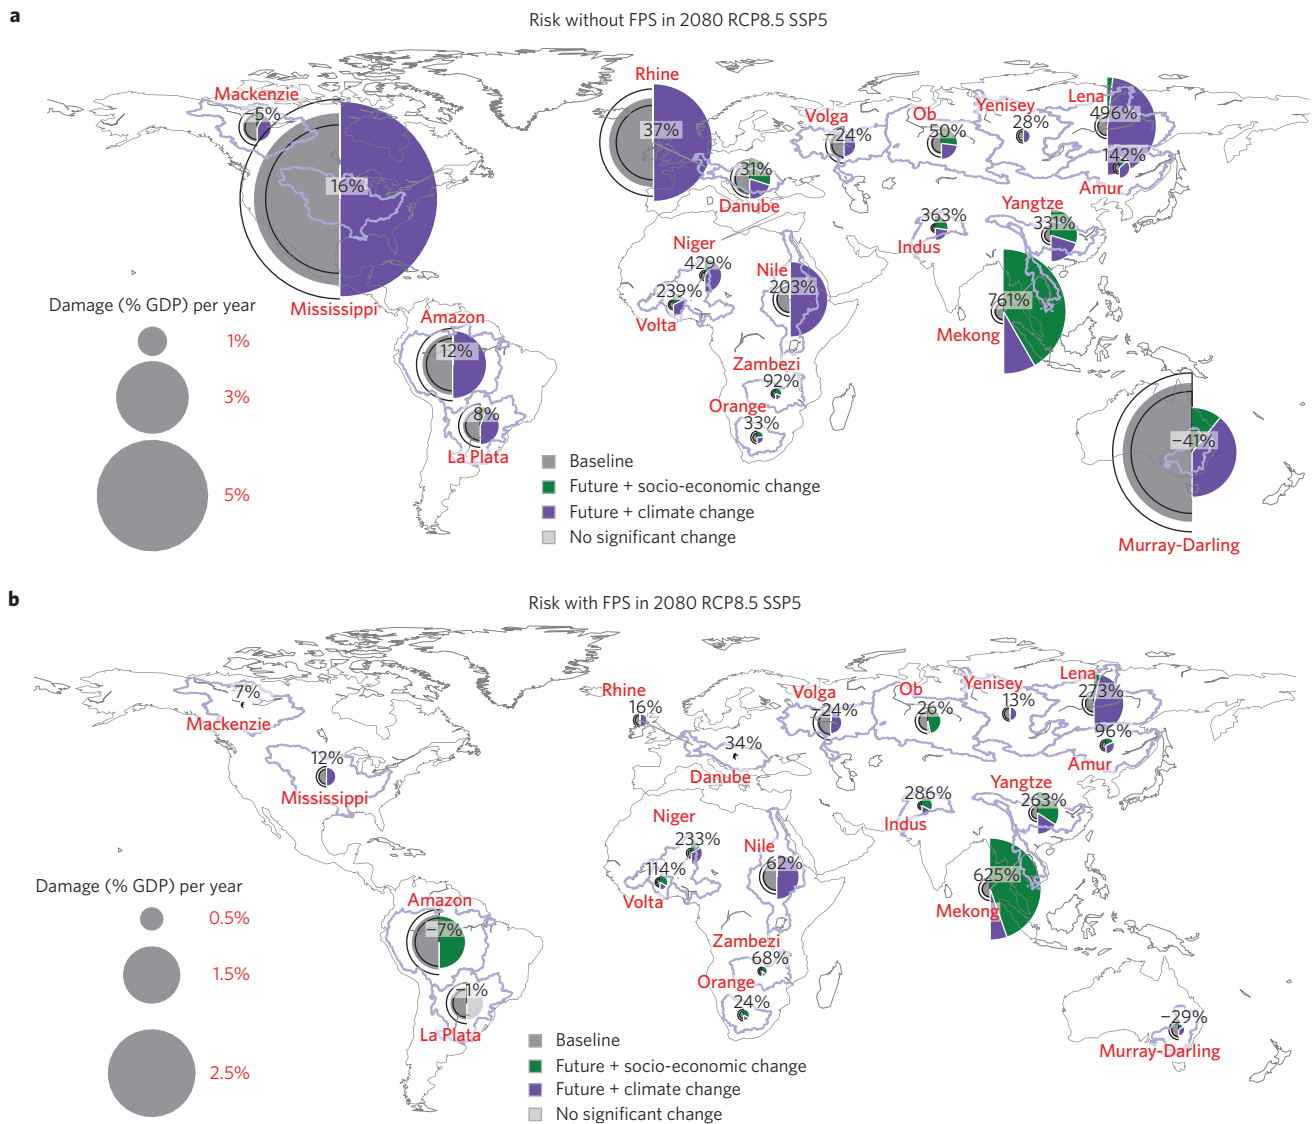 a
Risk without FPS in 2080 RCP8.5 SSP5
Mackenzie
−5%
16%
Mississippi
Rhine
37%
31%
Danube
Volga
−24%
Ob
50%
Yenisey
28%
Lena
496%
142%
Amur
363%
Indus
Yangtze
331%
Niger
429%
239%
Volta
Nile
203%
761%
Mekong
Zambezi
92%
Orange
33%
Amazon
12%
8%
La Plata
−41%
Murray-Darling
Damage (% GDP) per year
1%
3%
5%
Baseline
Future + socio-economic change
Future + climate change
No significant change
b
Risk with FPS in 2080 RCP8.5 SSP5
7%
Mackenzie
12%
Mississippi
Rhine
16%
34%
Danube
Volga
−24%
Ob
26%
Yenisey
13%
Lena
273%
96%
Amur
286%
Indus
Yangtze
263%
Niger
233%
114%
Volta
Nile
62%
625%
Mekong
Zambezi
68%
Orange
24%
Amazon
−7%
−1%
La Plata
−29%
Murray-Darling
Damage (% GDP) per year
0.5%
1.5%
2.5%
Baseline
Future + socio-economic change
Future + climate change
No significant change